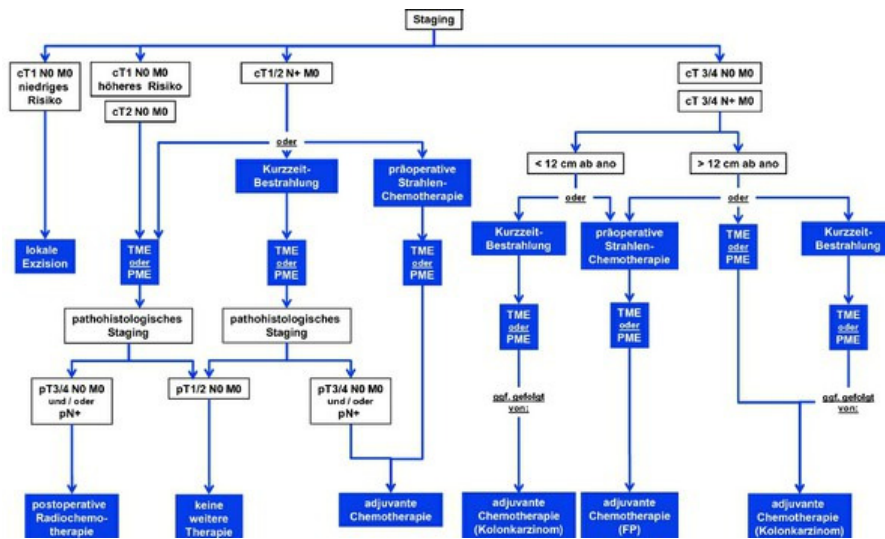 Staging
cT1 N0 M0
niedriges
Risiko
cT1 N0 M0
höheres Risiko
cT2 N0 M0
cT1/2 N+ M0
cT 3/4 N0 M0
cT 3/4 N+ M0
oder
< 12 cm ab ano
> 12 cm ab ano
Kurzzeit-
Bestrahlung
präoperative
Strahlen-
Chemotherapie
oder
oder
lokale
Exzision
TME
oder
PME
TME
oder
PME
TME
oder
PME
Kurzzeit-
Bestrahlung
präoperative
Strahlen-
Chemotherapie
TME
oder
PME
Kurzzeit-
Bestrahlung
pathohistologisches
Staging
pathohistologisches
Staging
TME
oder
PME
TME
oder
PME
TME
oder
PME
pT3/4 N0 M0
und / oder
pN+
pT1/2 N0 M0
pT3/4 N0 M0
und / oder
pN+
ggf. gefolgt
von:
ggf. gefolgt
von:
postoperative
Radiochemo-
therapie
keine
weitere
Therapie
adjuvante
Chemotherapie
adjuvante
Chemotherapie
(Kolonkarzinom)
adjuvante
Chemotherapie
(FP)
adjuvante
Chemotherapie
(Kolonkarzinom)